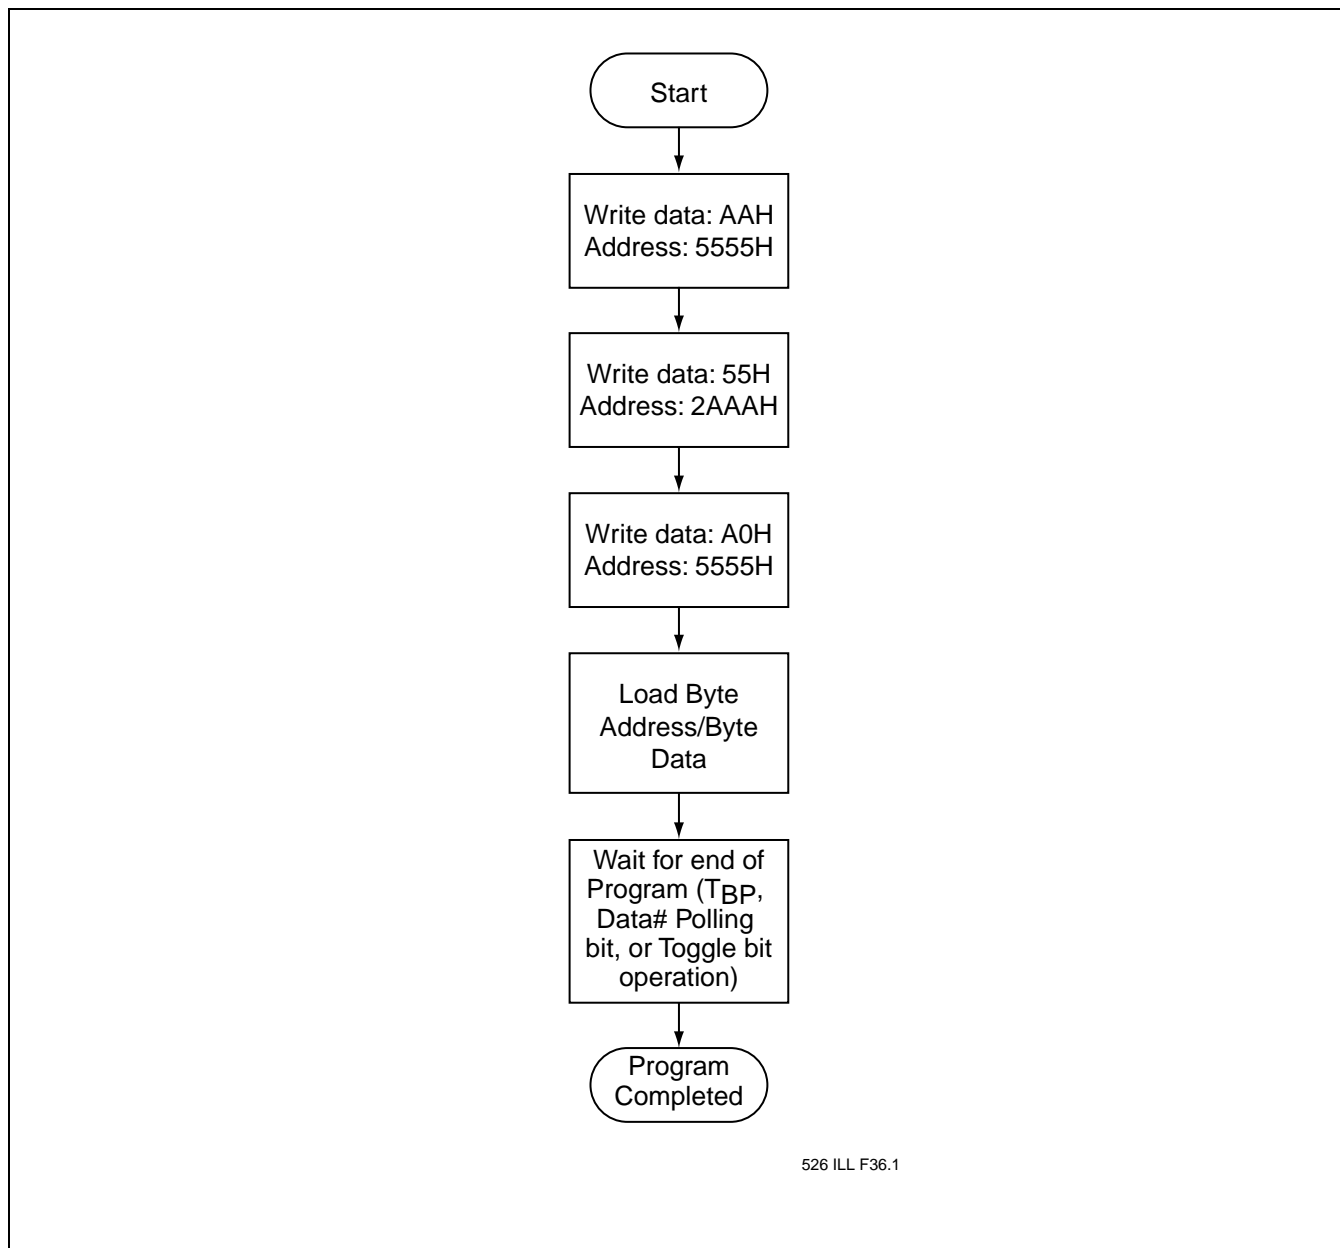 Start
Write data: AAH
Address: 5555H
Write data: 55H
Address: 2AAAH
Write data: A0H
Address: 5555H
Load Byte
Address/Byte
Data
Wait for end of
Program (TBP,
Data# Polling
bit, or Toggle bit
operation)
Program
Completed
526 ILL F36.1